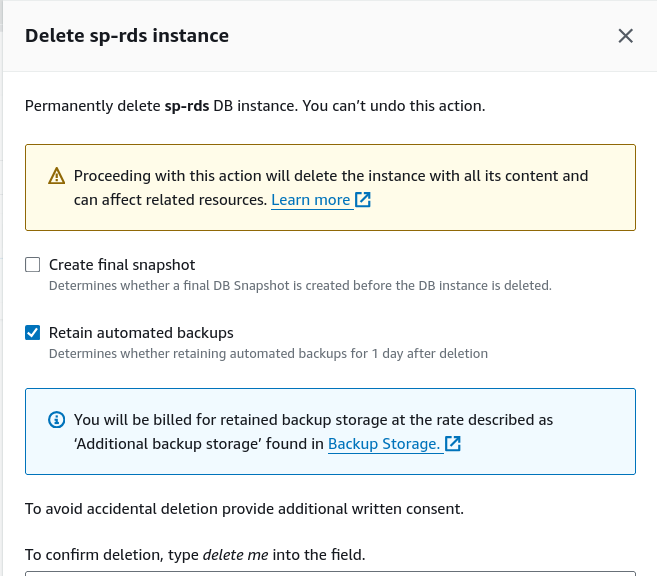 Delete sp-rds instance
Permanently delete sp-rds DB instance. You can’t undo this action.
Proceeding with this action will delete the instance with all its content and
can affect related resources. Learn more
Create final snapshot
Determines whether a final DB Snapshot is created before the DB instance is deleted.
Retain automated backups
Determines whether retaining automated backups for 1 day after deletion
You will be billed for retained backup storage at the rate described as
‘Additional backup storage’ found in Backup Storage.
To avoid accidental deletion provide additional written consent.
To confirm deletion, type delete me into the field.